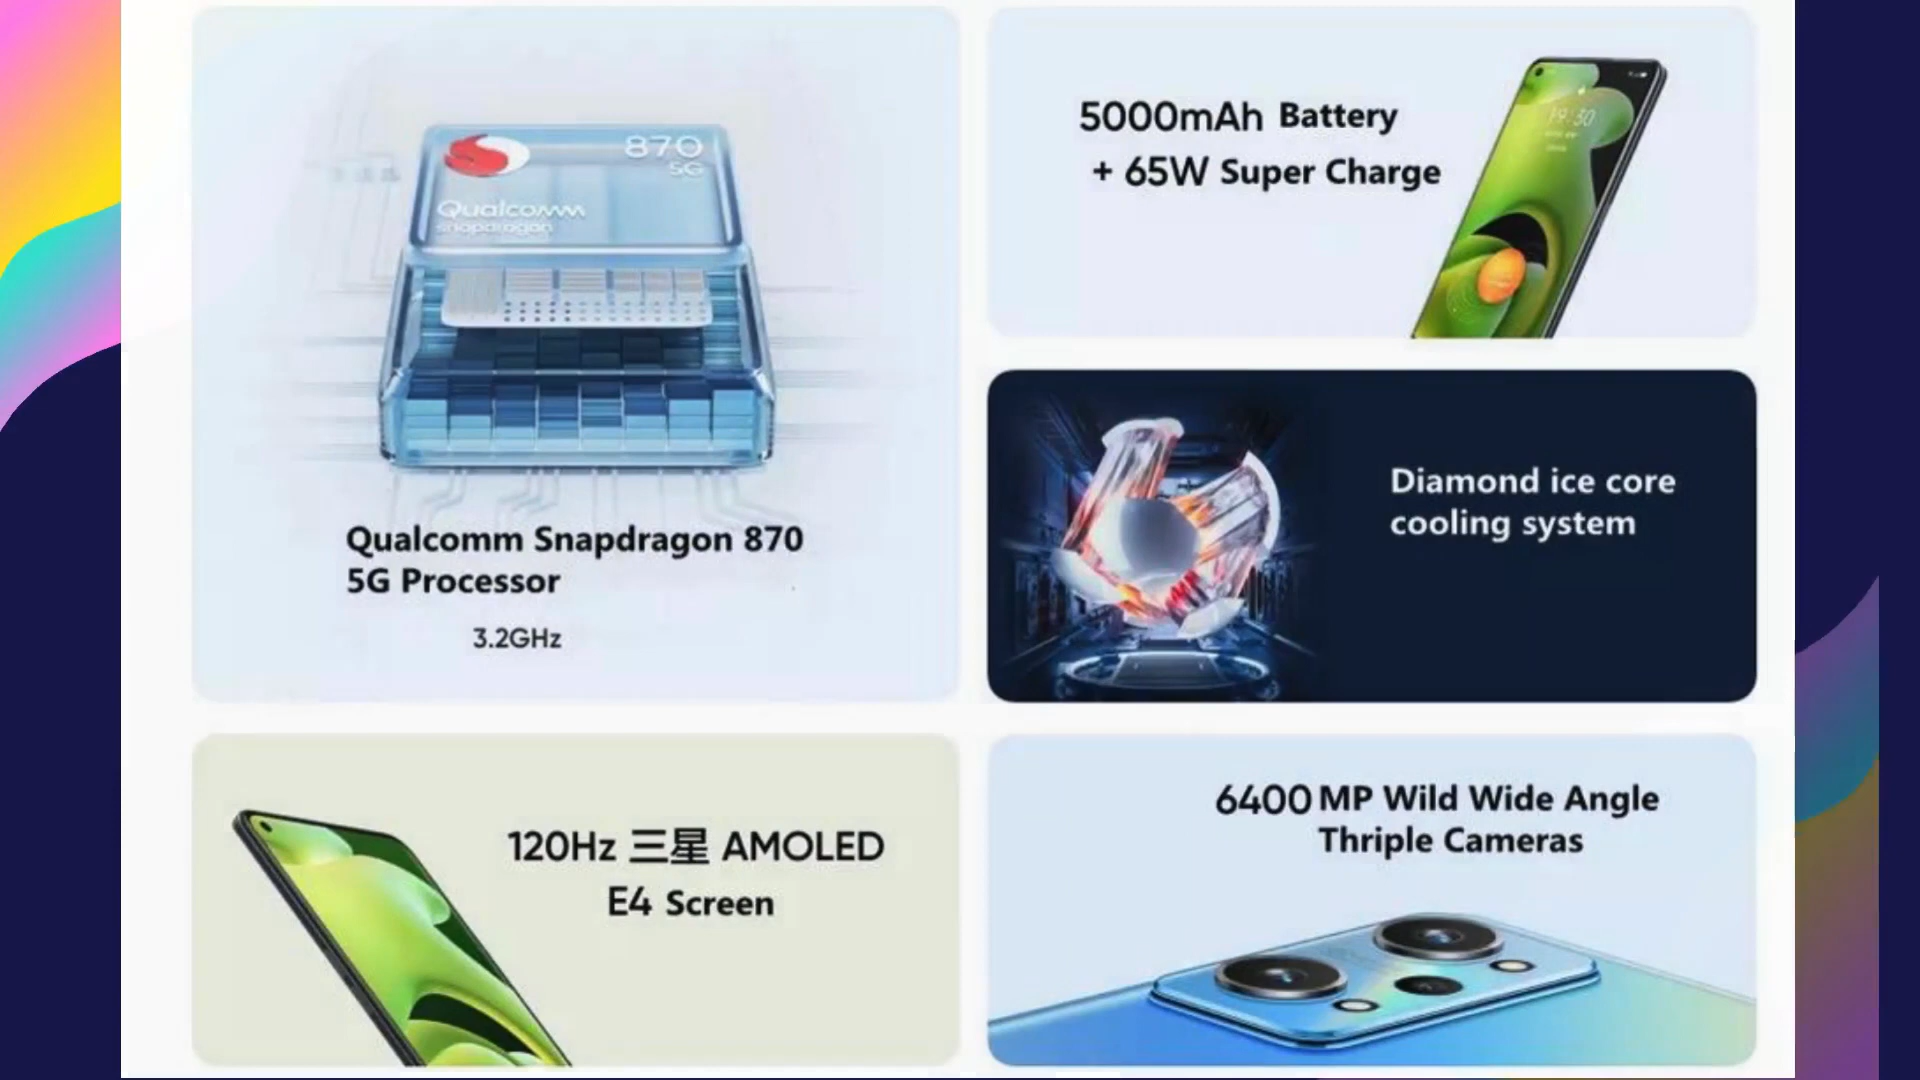 870
5G
Qualcomm
snapdragon
Qualcomm Snapdragon 870
5G Processor
3.2GHz
5000mAh Battery
+ 65W Super Charge
19:30
Diamond ice core
cooling system
120Hz 三星 AMOLED
E4 Screen
6400 MP Wild Wide Angle
Thriple Cameras